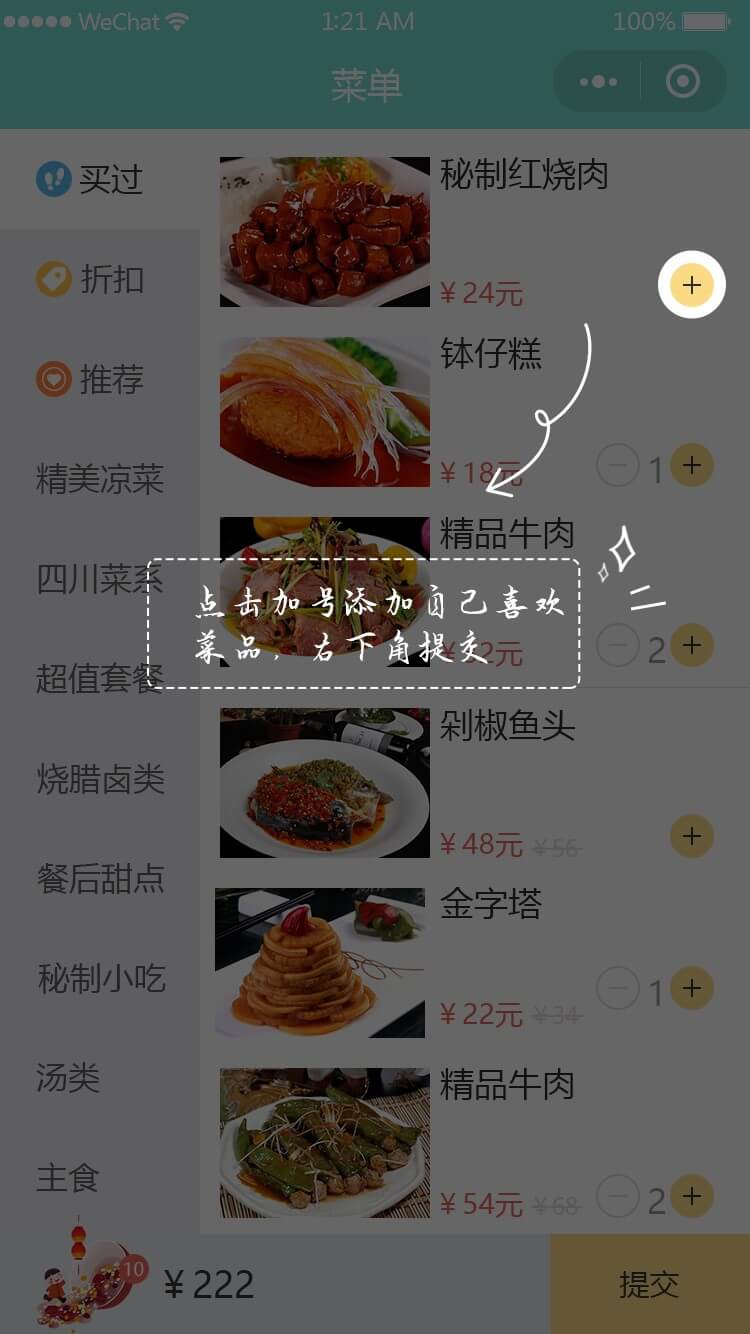 WeChat 1:21 AM 100%
菜单
买过
折扣
推荐
精美凉菜
四川菜系
超值套餐
烧腊卤类
餐后甜点
秘制小吃
汤类
主食
秘制红烧肉
¥24元
钵仔糕
¥18元
1
精品牛肉
2元
2
点击加号添加自己喜欢
菜品，右下角提交
剁椒鱼头
¥48元 ¥56
金字塔
¥22元 ¥34
1
精品牛肉
¥54元 ¥68
2
10
¥222
提交